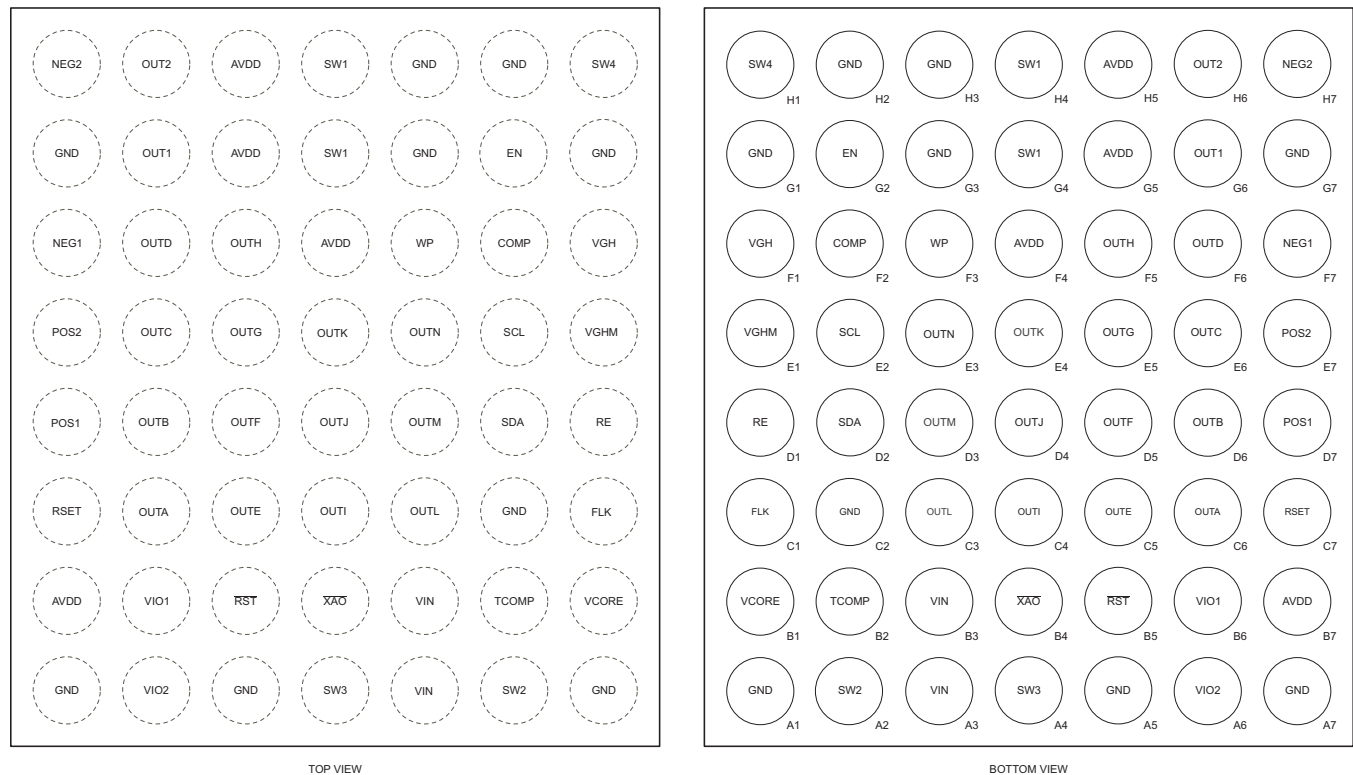 NEG2 OUT2 AVDD SW1 GND GND SW4
GND OUT1 AVDD SW1 GND EN GND
NEG1 OUTD OUTH AVDD WP COMP VGH
POS2 OUTC OUTG OUTK OUTN SCL VGHM
POS1 OUTB OUTF OUTJ OUTM SDA RE
RSET OUTA OUTE OUTI OUTL GND FLK
AVDD VIO1 RST XAO VIN TCOMP VCORE
GND VIO2 GND SW3 VIN SW2 GND
TOP VIEW
SW4 GND GND SW1 AVDD OUT2 NEG2
H1 H2 H3 H4 H5 H6 H7
GND EN GND SW1 AVDD OUT1 GND
G1 G2 G3 G4 G5 G6 G7
VGH COMP WP AVDD OUTH OUTD NEG1
F1 F2 F3 F4 F5 F6 F7
VGHM SCL OUTN OUTK OUTG OUTC POS2
E1 E2 E3 E4 E5 E6 E7
RE SDA OUTM OUTJ OUTF OUTB POS1
D1 D2 D3 D4 D5 D6 D7
FLK GND OUTL OUTI OUTE OUTA RSET
C1 C2 C3 C4 C5 C6 C7
VCORE TCOMP VIN XAO RST VIO1 AVDD
B1 B2 B3 B4 B5 B6 B7
GND SW2 VIN SW3 GND VIO2 GND
A1 A2 A3 A4 A5 A6 A7
BOTTOM VIEW